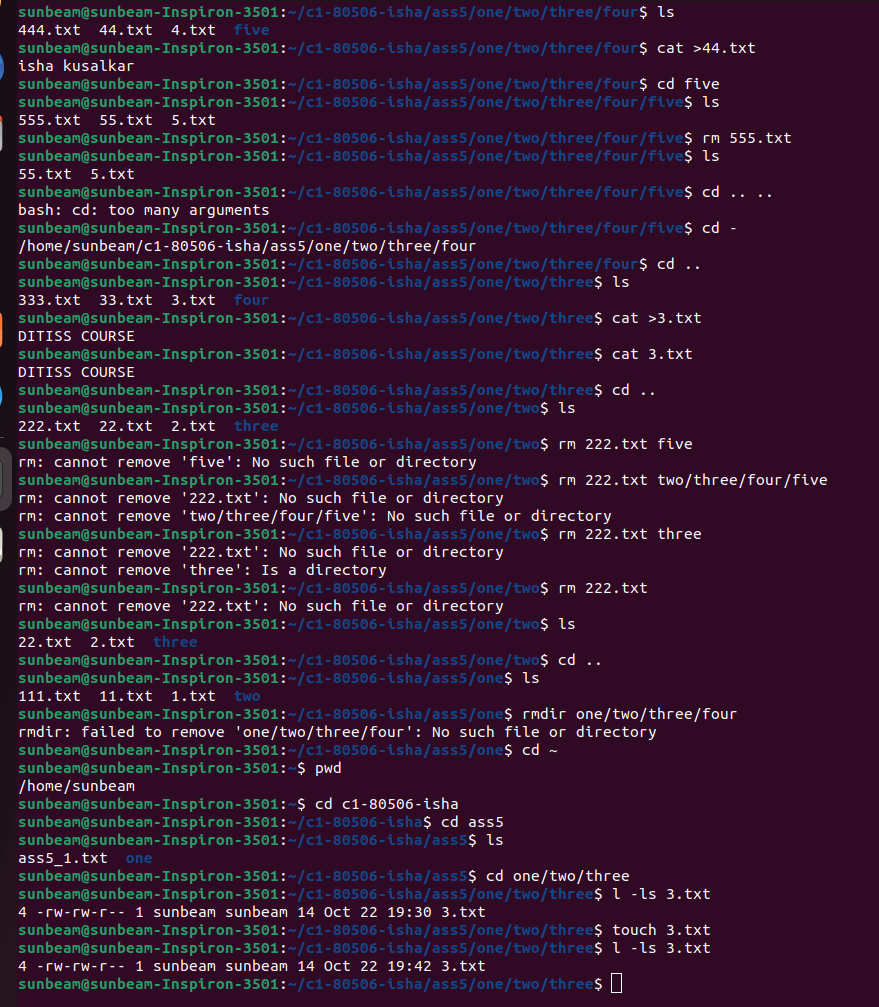 sunbeam@sunbeam-Inspiron-3501:~/c1-80506-isha/ass5/one/two/three/four$ ls
444.txt  44.txt  4.txt  five
sunbeam@sunbeam-Inspiron-3501:~/c1-80506-isha/ass5/one/two/three/four$ cat >44.txt
isha kusalkar
sunbeam@sunbeam-Inspiron-3501:~/c1-80506-isha/ass5/one/two/three/four$ cd five
sunbeam@sunbeam-Inspiron-3501:~/c1-80506-isha/ass5/one/two/three/four/five$ ls
555.txt  55.txt  5.txt
sunbeam@sunbeam-Inspiron-3501:~/c1-80506-isha/ass5/one/two/three/four/five$ rm 555.txt
sunbeam@sunbeam-Inspiron-3501:~/c1-80506-isha/ass5/one/two/three/four/five$ ls
55.txt  5.txt
sunbeam@sunbeam-Inspiron-3501:~/c1-80506-isha/ass5/one/two/three/four/five$ cd .. ..
bash: cd: too many arguments
sunbeam@sunbeam-Inspiron-3501:~/c1-80506-isha/ass5/one/two/three/four/five$ cd -
/home/sunbeam/c1-80506-isha/ass5/one/two/three/four
sunbeam@sunbeam-Inspiron-3501:~/c1-80506-isha/ass5/one/two/three/four$ cd ..
sunbeam@sunbeam-Inspiron-3501:~/c1-80506-isha/ass5/one/two/three$ ls
333.txt  33.txt  3.txt  four
sunbeam@sunbeam-Inspiron-3501:~/c1-80506-isha/ass5/one/two/three$ cat >3.txt
DITISS COURSE
sunbeam@sunbeam-Inspiron-3501:~/c1-80506-isha/ass5/one/two/three$ cat 3.txt
DITISS COURSE
sunbeam@sunbeam-Inspiron-3501:~/c1-80506-isha/ass5/one/two/three$ cd ..
sunbeam@sunbeam-Inspiron-3501:~/c1-80506-isha/ass5/one/two$ ls
222.txt  22.txt  2.txt  three
sunbeam@sunbeam-Inspiron-3501:~/c1-80506-isha/ass5/one/two$ rm 222.txt five
rm: cannot remove 'five': No such file or directory
sunbeam@sunbeam-Inspiron-3501:~/c1-80506-isha/ass5/one/two$ rm 222.txt two/three/four/five
rm: cannot remove '222.txt': No such file or directory
rm: cannot remove 'two/three/four/five': No such file or directory
sunbeam@sunbeam-Inspiron-3501:~/c1-80506-isha/ass5/one/two$ rm 222.txt three
rm: cannot remove '222.txt': No such file or directory
rm: cannot remove 'three': Is a directory
sunbeam@sunbeam-Inspiron-3501:~/c1-80506-isha/ass5/one/two$ rm 222.txt
rm: cannot remove '222.txt': No such file or directory
sunbeam@sunbeam-Inspiron-3501:~/c1-80506-isha/ass5/one/two$ ls
22.txt  2.txt  three
sunbeam@sunbeam-Inspiron-3501:~/c1-80506-isha/ass5/one/two$ cd ..
sunbeam@sunbeam-Inspiron-3501:~/c1-80506-isha/ass5/one$ ls
111.txt  11.txt  1.txt  two
sunbeam@sunbeam-Inspiron-3501:~/c1-80506-isha/ass5/one$ rmdir one/two/three/four
rmdir: failed to remove 'one/two/three/four': No such file or directory
sunbeam@sunbeam-Inspiron-3501:~/c1-80506-isha/ass5/one$ cd ~
sunbeam@sunbeam-Inspiron-3501:~$ pwd
/home/sunbeam
sunbeam@sunbeam-Inspiron-3501:~$ cd c1-80506-isha
sunbeam@sunbeam-Inspiron-3501:~/c1-80506-isha$ cd ass5
sunbeam@sunbeam-Inspiron-3501:~/c1-80506-isha/ass5$ ls
ass5_1.txt  one
sunbeam@sunbeam-Inspiron-3501:~/c1-80506-isha/ass5$ cd one/two/three
sunbeam@sunbeam-Inspiron-3501:~/c1-80506-isha/ass5/one/two/three$ l -ls 3.txt
4 -rw-rw-r-- 1 sunbeam sunbeam 14 Oct 22 19:30 3.txt
sunbeam@sunbeam-Inspiron-3501:~/c1-80506-isha/ass5/one/two/three$ touch 3.txt
sunbeam@sunbeam-Inspiron-3501:~/c1-80506-isha/ass5/one/two/three$ l -ls 3.txt
4 -rw-rw-r-- 1 sunbeam sunbeam 14 Oct 22 19:42 3.txt
sunbeam@sunbeam-Inspiron-3501:~/c1-80506-isha/ass5/one/two/three$